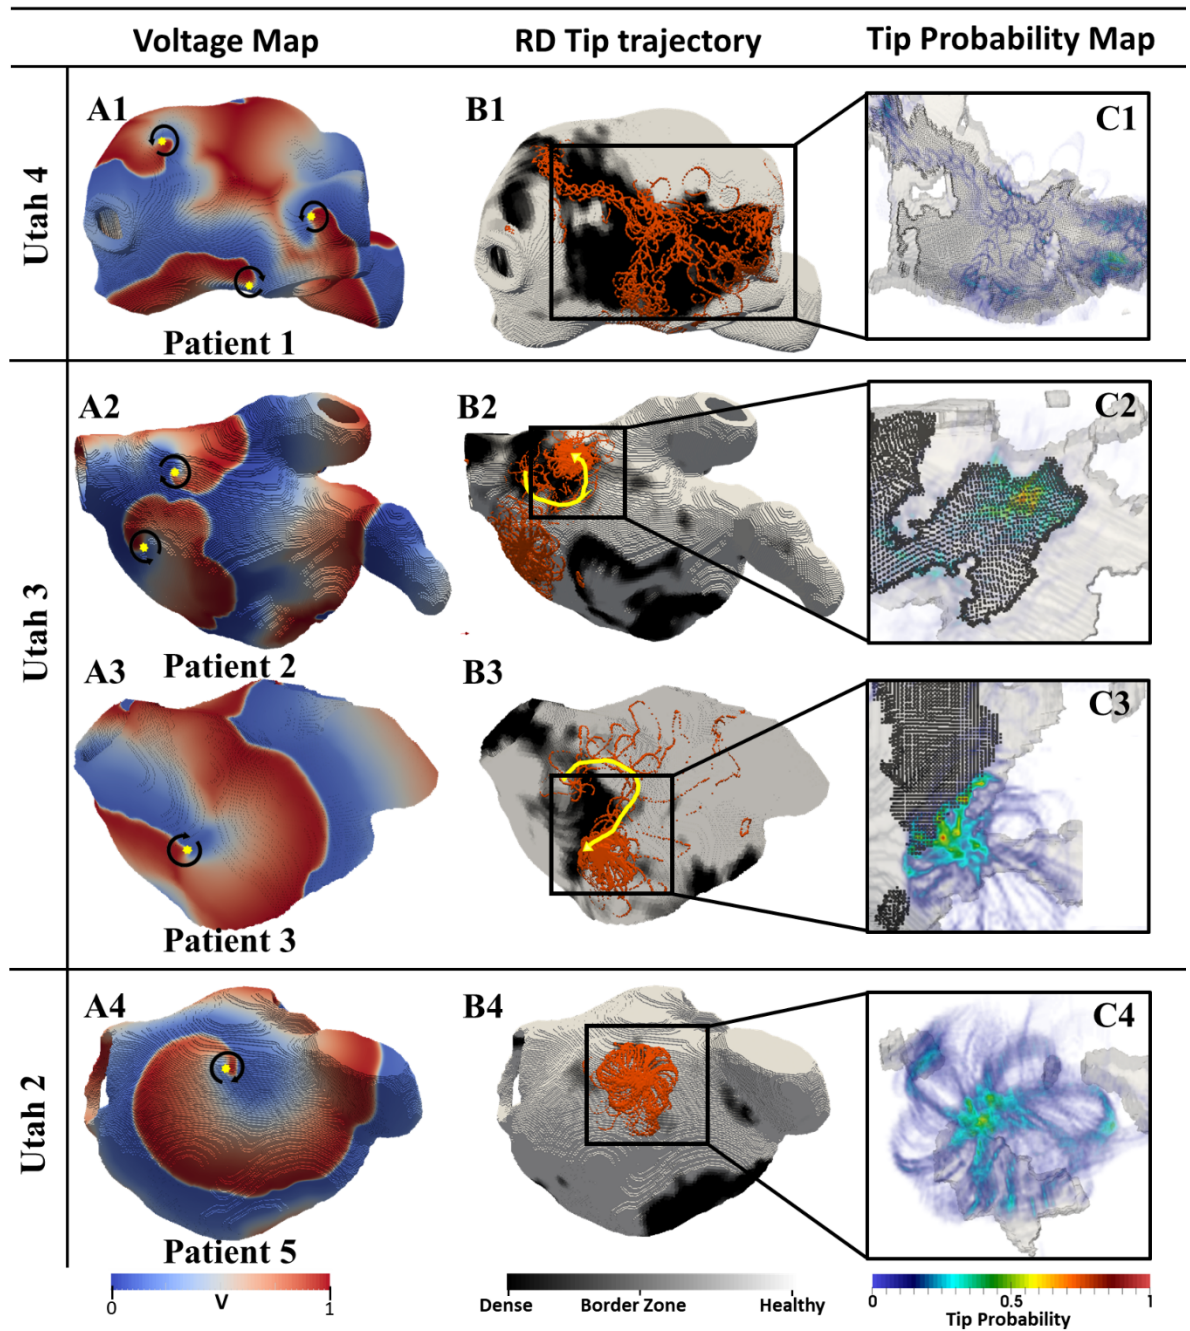 Voltage Map
RD Tip trajectory
Tip Probability Map
Utah 4
A1
B1
C1
Patient 1
Utah 3
A2
B2
C2
Patient 2
A3
B3
C3
Patient 3
Utah 2
A4
B4
C4
Patient 5
0
V
1
Dense
Border Zone
Healthy
0
0.5
1
Tip Probability